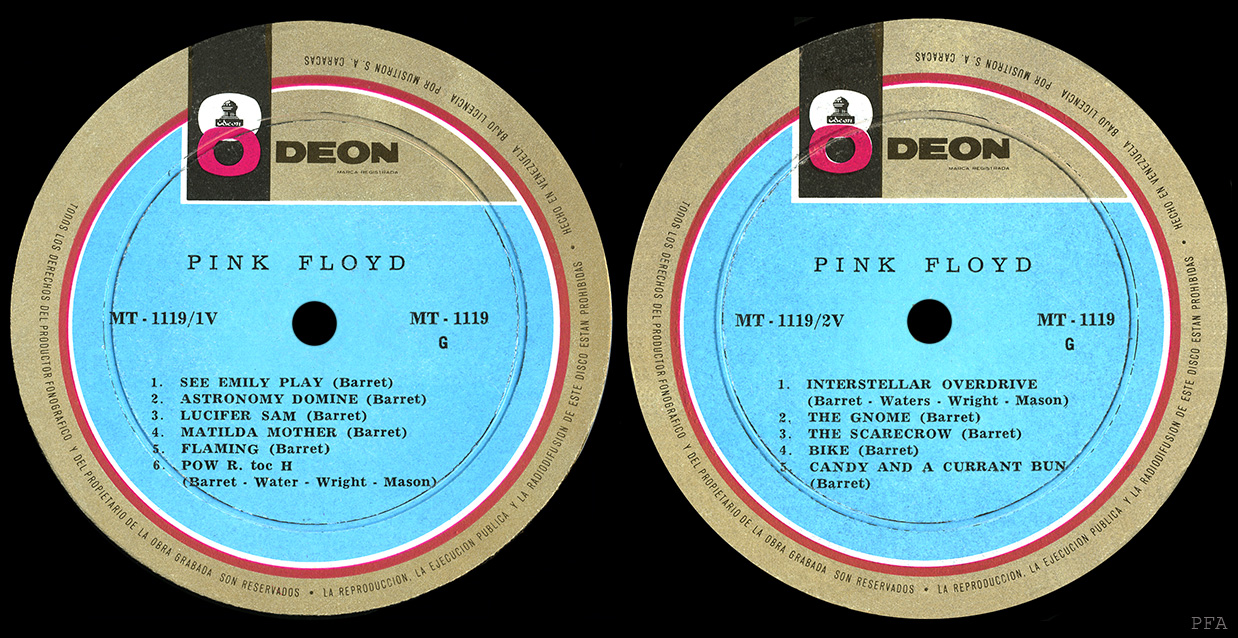 HECHO EN VENEZUELA BAJO LICENCIA POR MUSITRON S. A. CARACAS
Odeon
ODEON
MARCA REGISTRADA
PINK FLOYD
MT - 1119/1V
MT - 1119
G
1. SEE EMILY PLAY (Barret)
2. ASTRONOMY DOMINE (Barret)
3. LUCIFER SAM (Barret)
4. MATILDA MOTHER (Barret)
5. FLAMING (Barret)
6. POW R. toc H
(Barret - Water - Wright - Mason)
TODOS LOS DERECHOS DEL PRODUCTOR FONOGRAFICO Y DEL PROPIETARIO DE LA OBRA GRABADA SON RESERVADOS • LA REPRODUCCION, LA EJECUCION PUBLICA Y LA RADIODIFUSION DE ESTE DISCO ESTAN PROHIBIDAS •
HECHO EN VENEZUELA BAJO LICENCIA POR MUSITRON S. A. CARACAS
Odeon
ODEON
MARCA REGISTRADA
PINK FLOYD
MT - 1119/2V
MT - 1119
G
1. INTERSTELLAR OVERDRIVE
(Barret - Waters - Wright - Mason)
2. THE GNOME (Barret)
3. THE SCARECROW (Barret)
4. BIKE (Barret)
5. CANDY AND A CURRANT BUN
(Barret)
TODOS LOS DERECHOS DEL PRODUCTOR FONOGRAFICO Y DEL PROPIETARIO DE LA OBRA GRABADA SON RESERVADOS • LA REPRODUCCION, LA EJECUCION PUBLICA Y LA RADIODIFUSION DE ESTE DISCO ESTAN PROHIBIDAS •
PFA